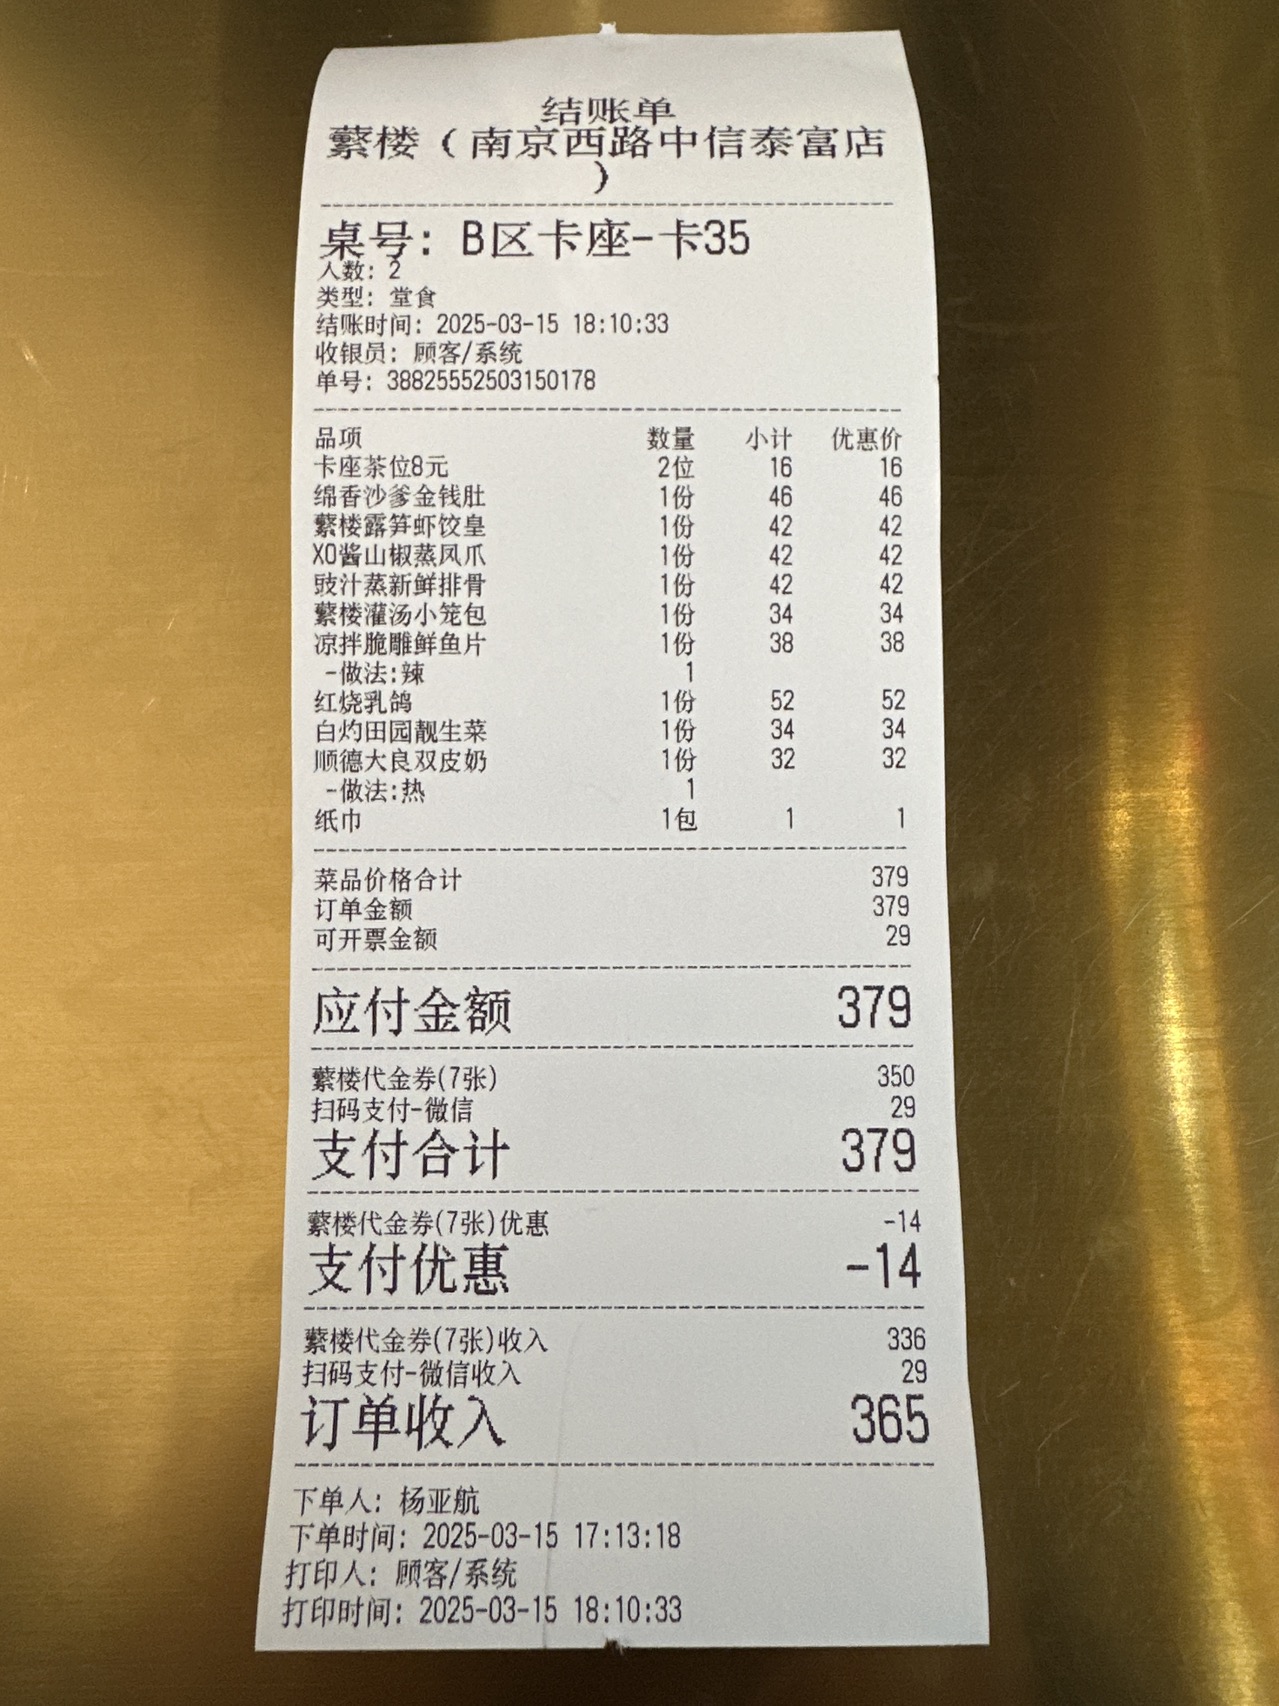 结账单
蘩楼（南京西路中信泰富店
）
桌号：B区卡座-卡35
人数：2
类型：堂食
结账时间：2025-03-15 18:10:33
收银员：顾客/系统
单号：38825552503150178
品项 数量 小计 优惠价
卡座茶位8元 2位 16 16
绵香沙爹金钱肚 1份 46 46
蘩楼露笋虾饺皇 1份 42 42
XO酱山椒蒸凤爪 1份 42 42
豉汁蒸新鲜排骨 1份 42 42
蘩楼灌汤小笼包 1份 34 34
凉拌脆雕鲜鱼片 1份 38 38
-做法:辣 1
红烧乳鸽 1份 52 52
白灼田园靓生菜 1份 34 34
顺德大良双皮奶 1份 32 32
-做法:热 1
纸巾 1包 1 1
菜品价格合计 379
订单金额 379
可开票金额 29
应付金额 379
蘩楼代金券(7张) 350
扫码支付-微信 29
支付合计 379
蘩楼代金券(7张)优惠 -14
支付优惠 -14
蘩楼代金券(7张)收入 336
扫码支付-微信收入 29
订单收入 365
下单人：杨亚航
下单时间：2025-03-15 17:13:18
打印人：顾客/系统
打印时间：2025-03-15 18:10:33